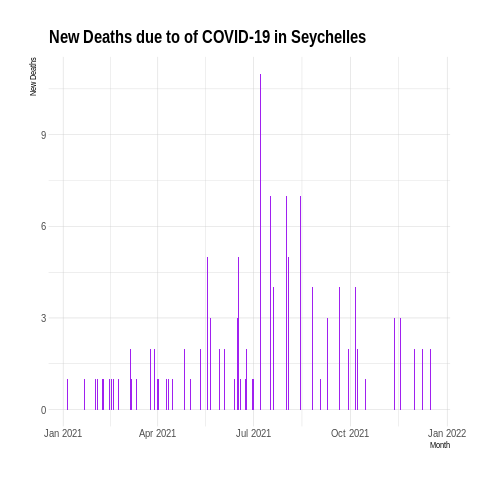 New Deaths due to of COVID-19 in Seychelles
New Deaths
9
6
3
0
Jan 2021 Apr 2021 Jul 2021 Oct 2021 Jan 2022
Month